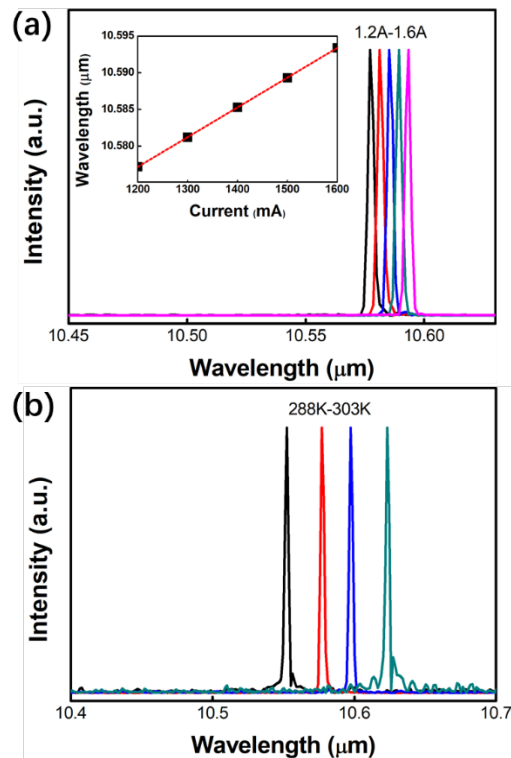 (a)
1.2A-1.6A
10.595
10.590
10.585
10.580
Wavelength(μm)
1200 1300 1400 1500 1600
Current (mA)
Intensity (a.u.)
10.45 10.50 10.55 10.60
Wavelength (μm)
(b)
288K-303K
Intensity (a.u.)
10.4 10.5 10.6 10.7
Wavelength (μm)